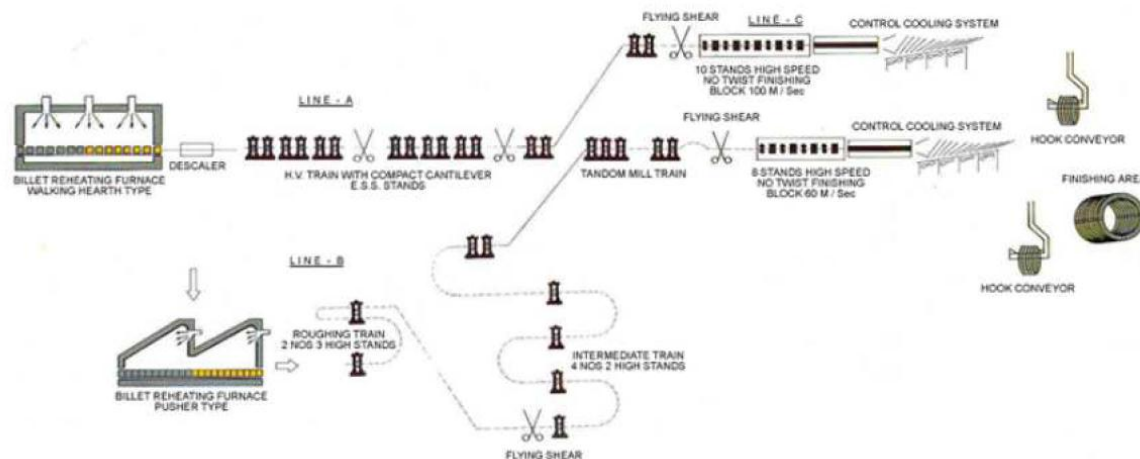 FLYING SHEAR
LINE - C
CONTROL COOLING SYSTEM
10 STANDS HIGH SPEED
NO TWIST FINISHING
BLOCK 100 M / Sec
LINE - A
DESCALER
BILLET REHEATING FURNACE
WALKING HEARTH TYPE
H.V. TRAIN WITH COMPACT CANTILEVER
E.S.S. STANDS
FLYING SHEAR
CONTROL COOLING SYSTEM
TANDOM MILL TRAIN
8 STANDS HIGH SPEED
NO TWIST FINISHING
BLOCK 60 M / Sec
HOOK CONVEYOR
FINISHING AREA
HOOK CONVEYOR
LINE - B
ROUGHING TRAIN
2 NOS 3 HIGH STANDS
INTERMEDIATE TRAIN
4 NOS 2 HIGH STANDS
BILLET REHEATING FURNACE
PUSHER TYPE
FLYING SHEAR